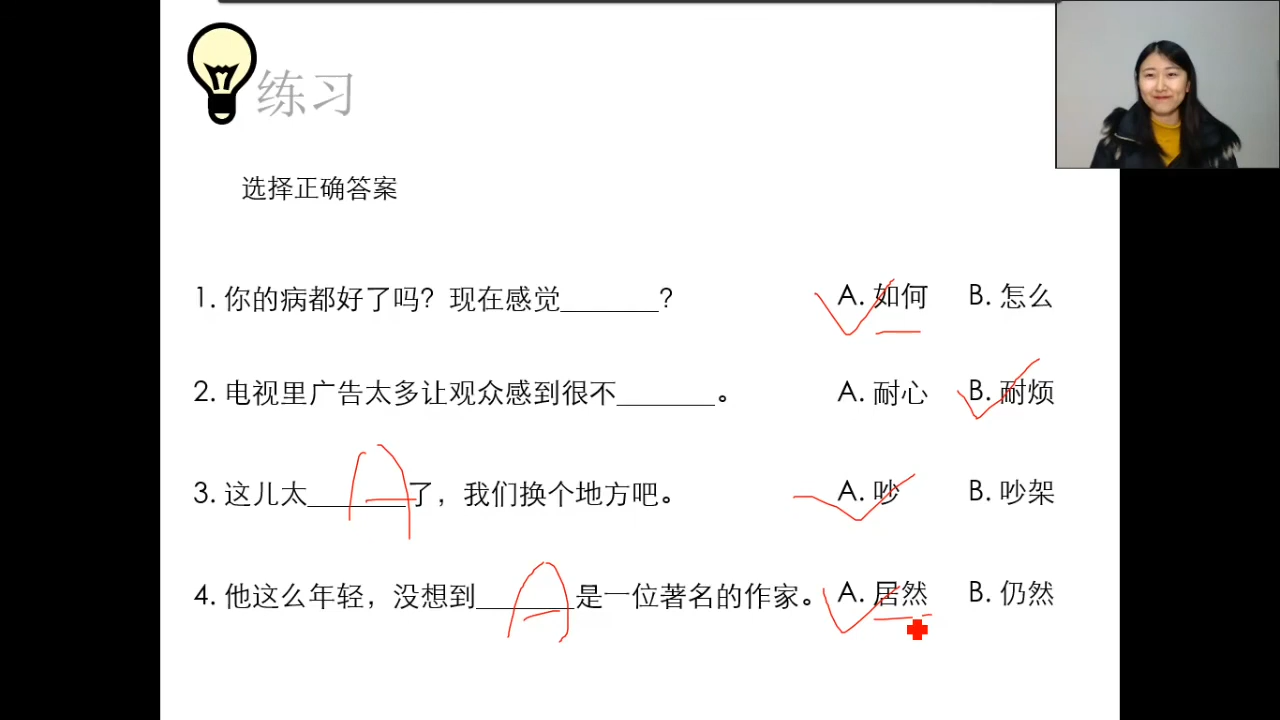 练习
选择正确答案
1. 你的病都好了吗？现在感觉_______？ A. 如何 B. 怎么
2. 电视里广告太多让观众感到很不_______。 A. 耐心 B. 耐烦
3. 这儿太_______了，我们换个地方吧。 A. 吵 B. 吵架
A
4. 他这么年轻，没想到_______是一位著名的作家。 A. 居然 B. 仍然
A